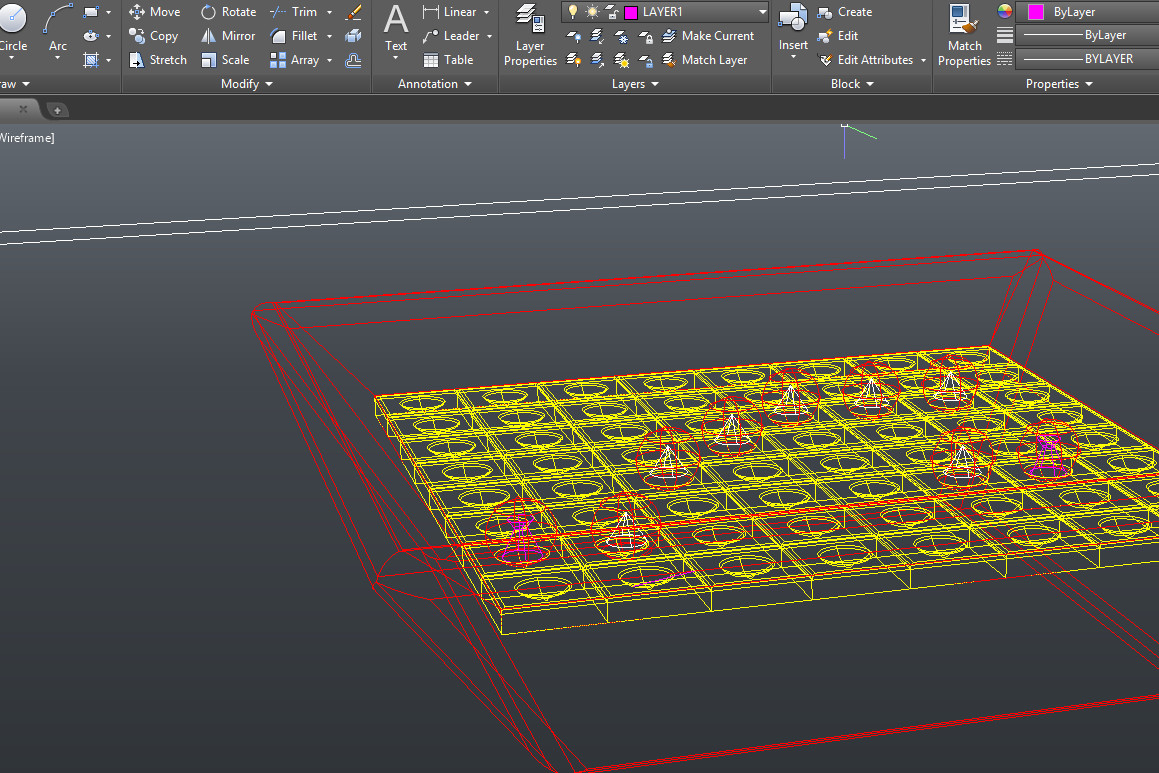 Move Rotate Trim Linear LAYER1 Create ByLayer
Circle Arc Copy Mirror Fillet Text Leader Layer Properties Make Current Insert Edit Match Properties ByLayer
Stretch Scale Array Table Match Layer Edit Attributes BYLAYER
raw Modify Annotation Layers Block Properties
Wireframe]